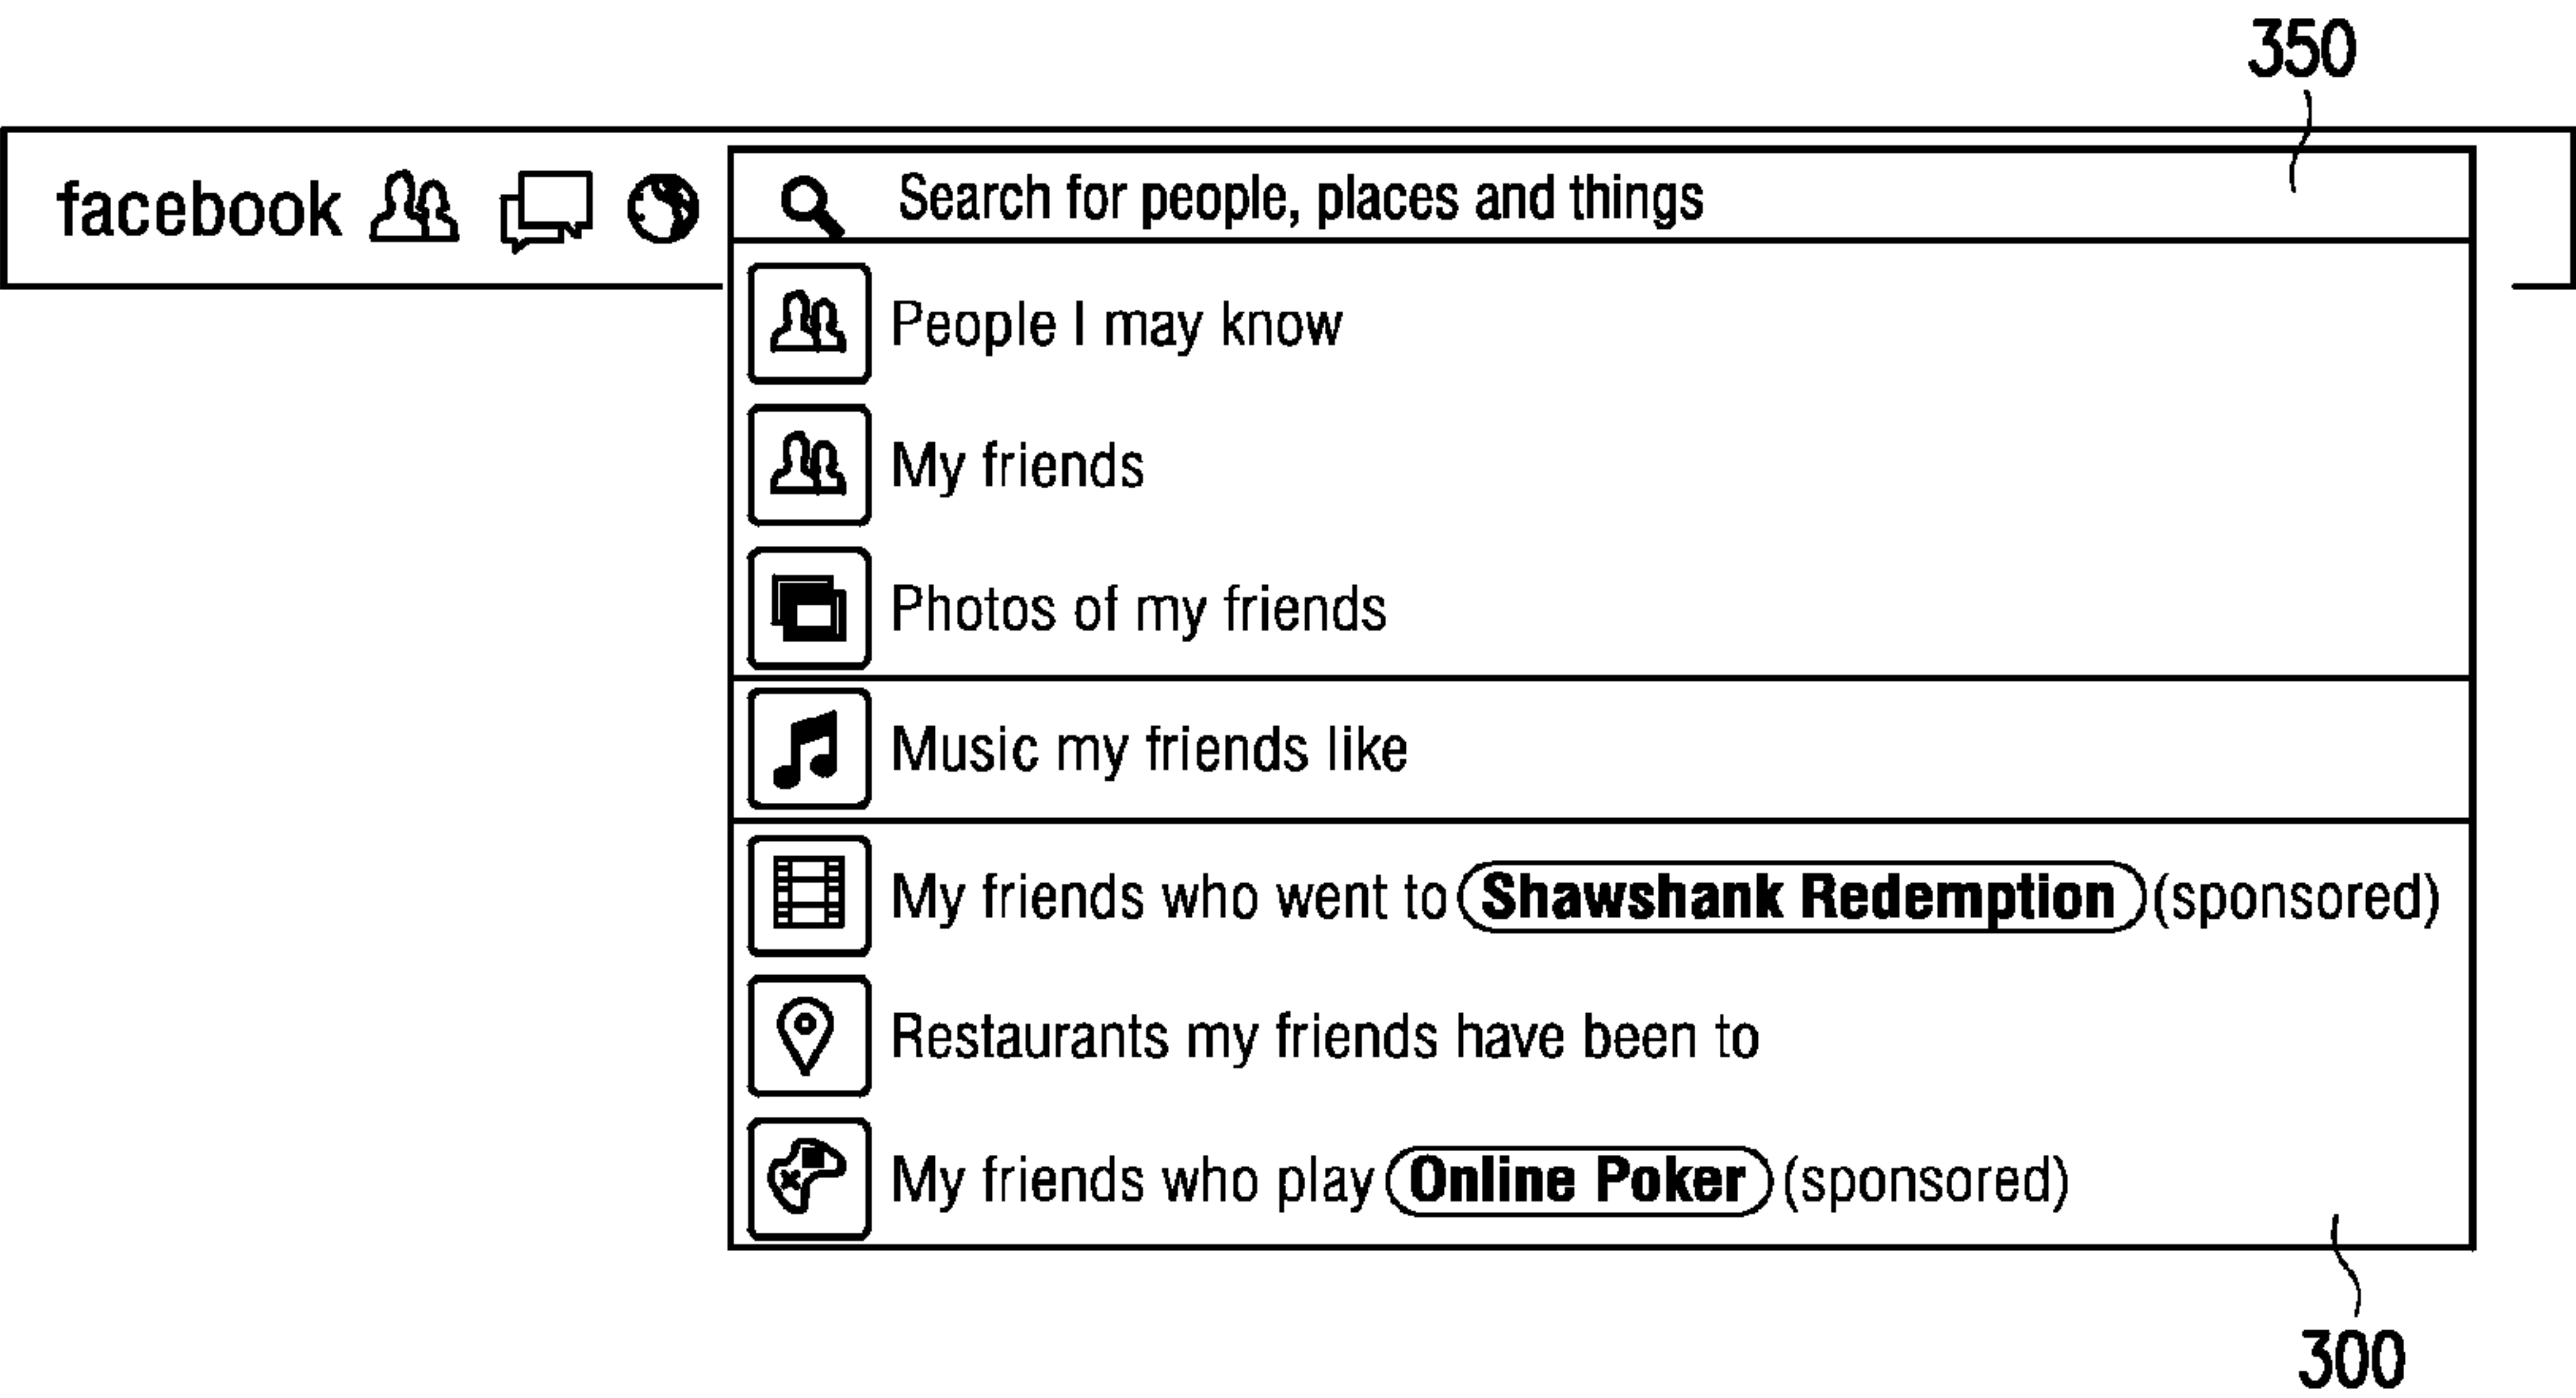 350
facebook
Search for people, places and things
People I may know
My friends
Photos of my friends
Music my friends like
My friends who went to Shawshank Redemption (sponsored)
Restaurants my friends have been to
My friends who play Online Poker (sponsored)
300